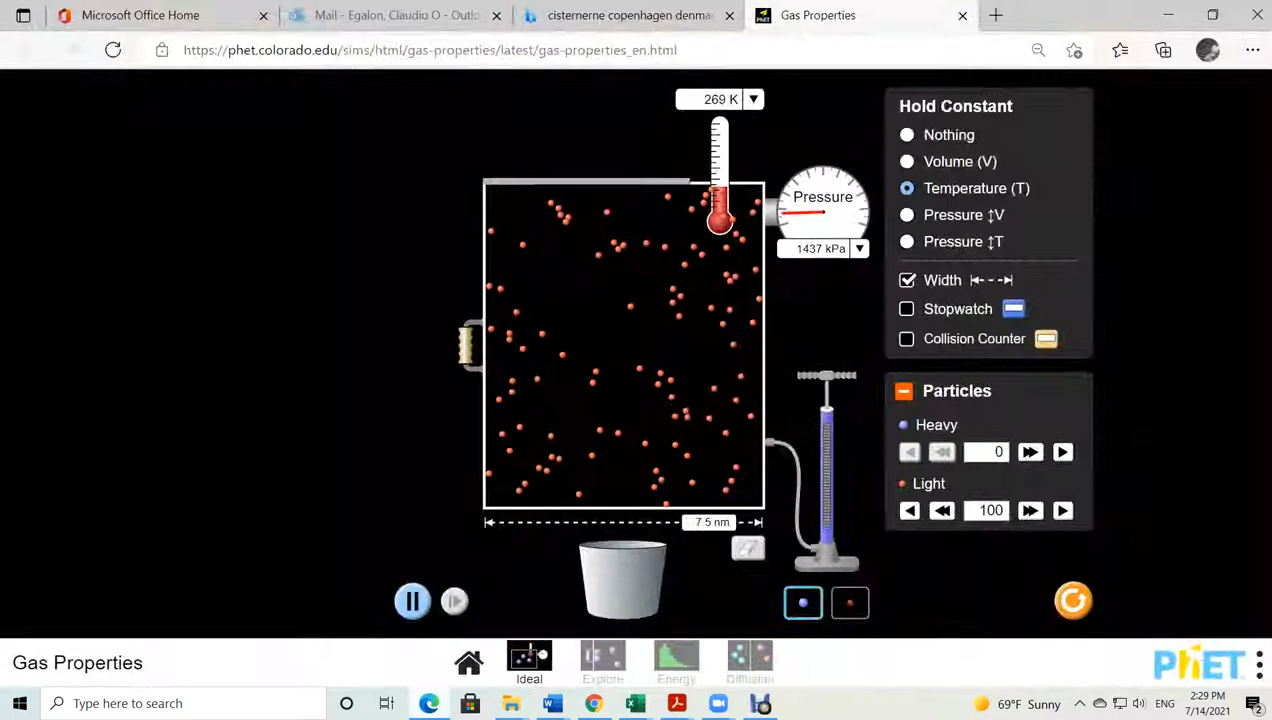 Microsoft Office Home
Mail - Egalon, Claudio O - Outlo
cisternerne copenhagen denma
Gas Properties
https://phet.colorado.edu/sims/html/gas-properties/latest/gas-properties_en.html
269 K
Pressure
1437 kPa
Hold Constant
Nothing
Volume (V)
Temperature (T)
Pressure ↕V
Pressure ↕T
Width
Stopwatch
Collision Counter
Particles
Heavy
0
Light
100
7.5 nm
Gas Properties
Ideal
Explore
Energy
Diffusion
PhET
Type here to search
69°F Sunny
ENG
2:29 PM
7/14/2021
2